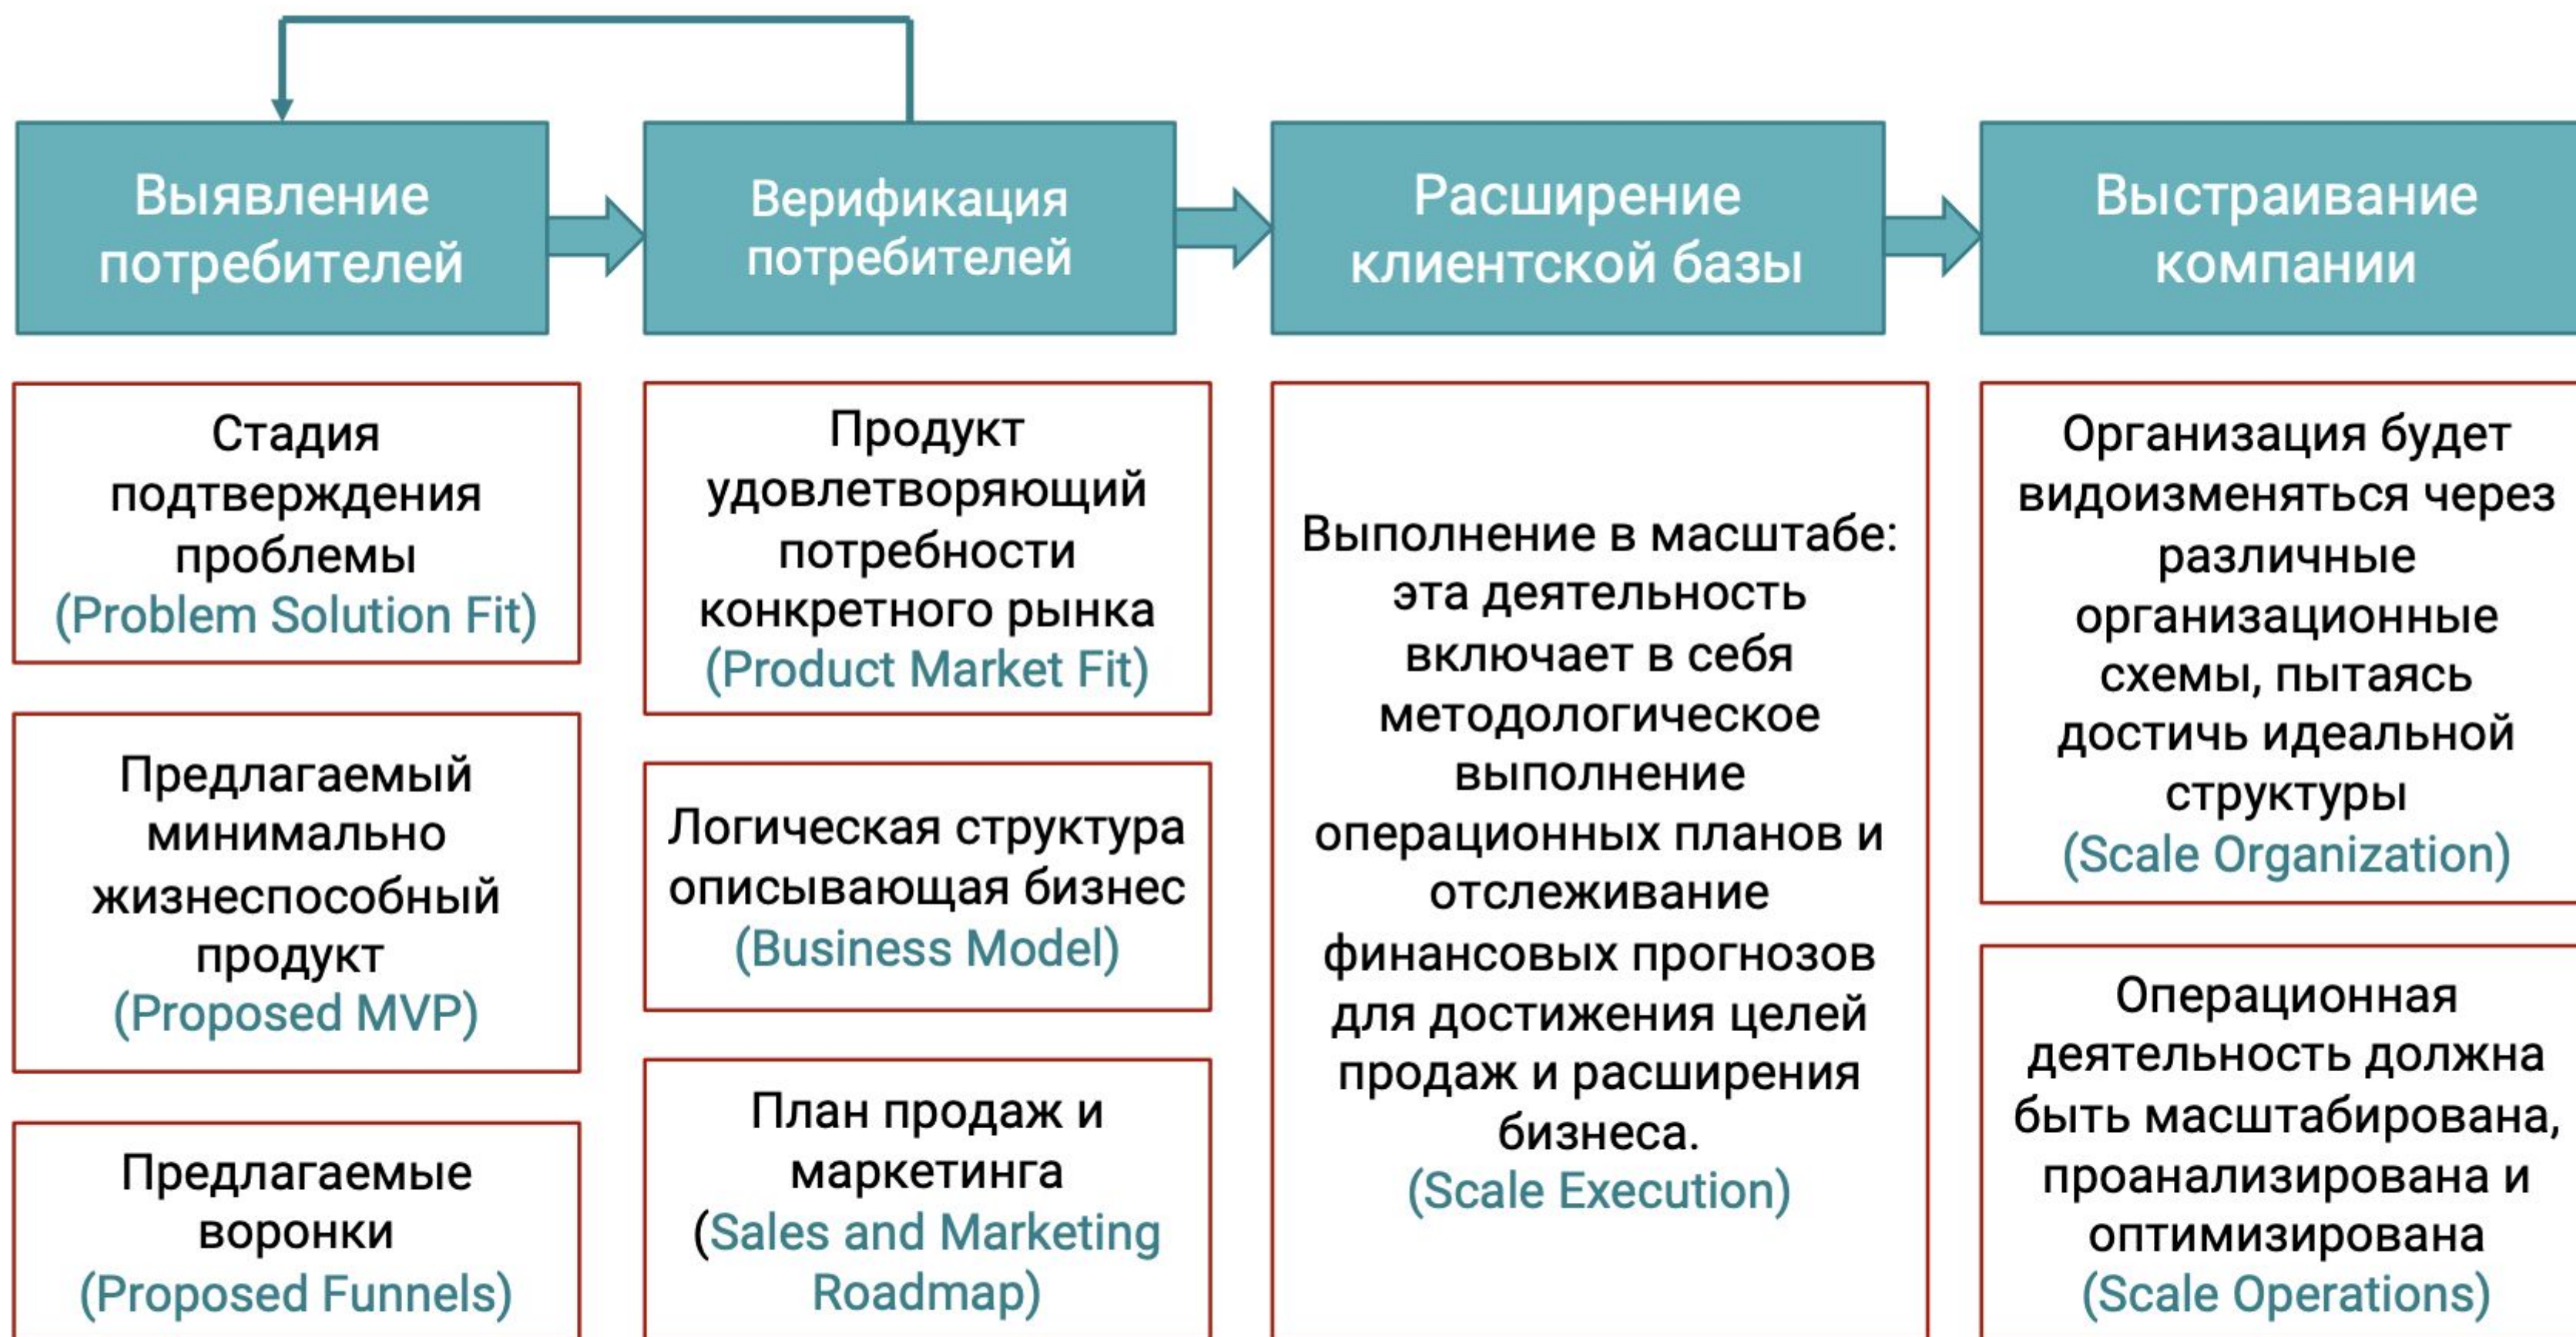 Выявление
потребителей
Верификация
потребителей
Расширение
клиентской базы
Выстраивание
компании
Стадия
подтверждения
проблемы
(Problem Solution Fit)
Предлагаемый
минимально
жизнеспособный
продукт
(Proposed MVP)
Предлагаемые
воронки
(Proposed Funnels)
Продукт
удовлетворяющий
потребности
конкретного рынка
(Product Market Fit)
Логическая структура
описывающая бизнес
(Business Model)
План продаж и
маркетинга
(Sales and Marketing
Roadmap)
Выполнение в масштабе:
эта деятельность
включает в себя
методологическое
выполнение
операционных планов и
отслеживание
финансовых прогнозов
для достижения целей
продаж и расширения
бизнеса.
(Scale Execution)
Организация будет
видоизменяться через
различные
организационные
схемы, пытаясь
достичь идеальной
структуры
(Scale Organization)
Операционная
деятельность должна
быть масштабирована,
проанализирована и
оптимизирована
(Scale Operations)